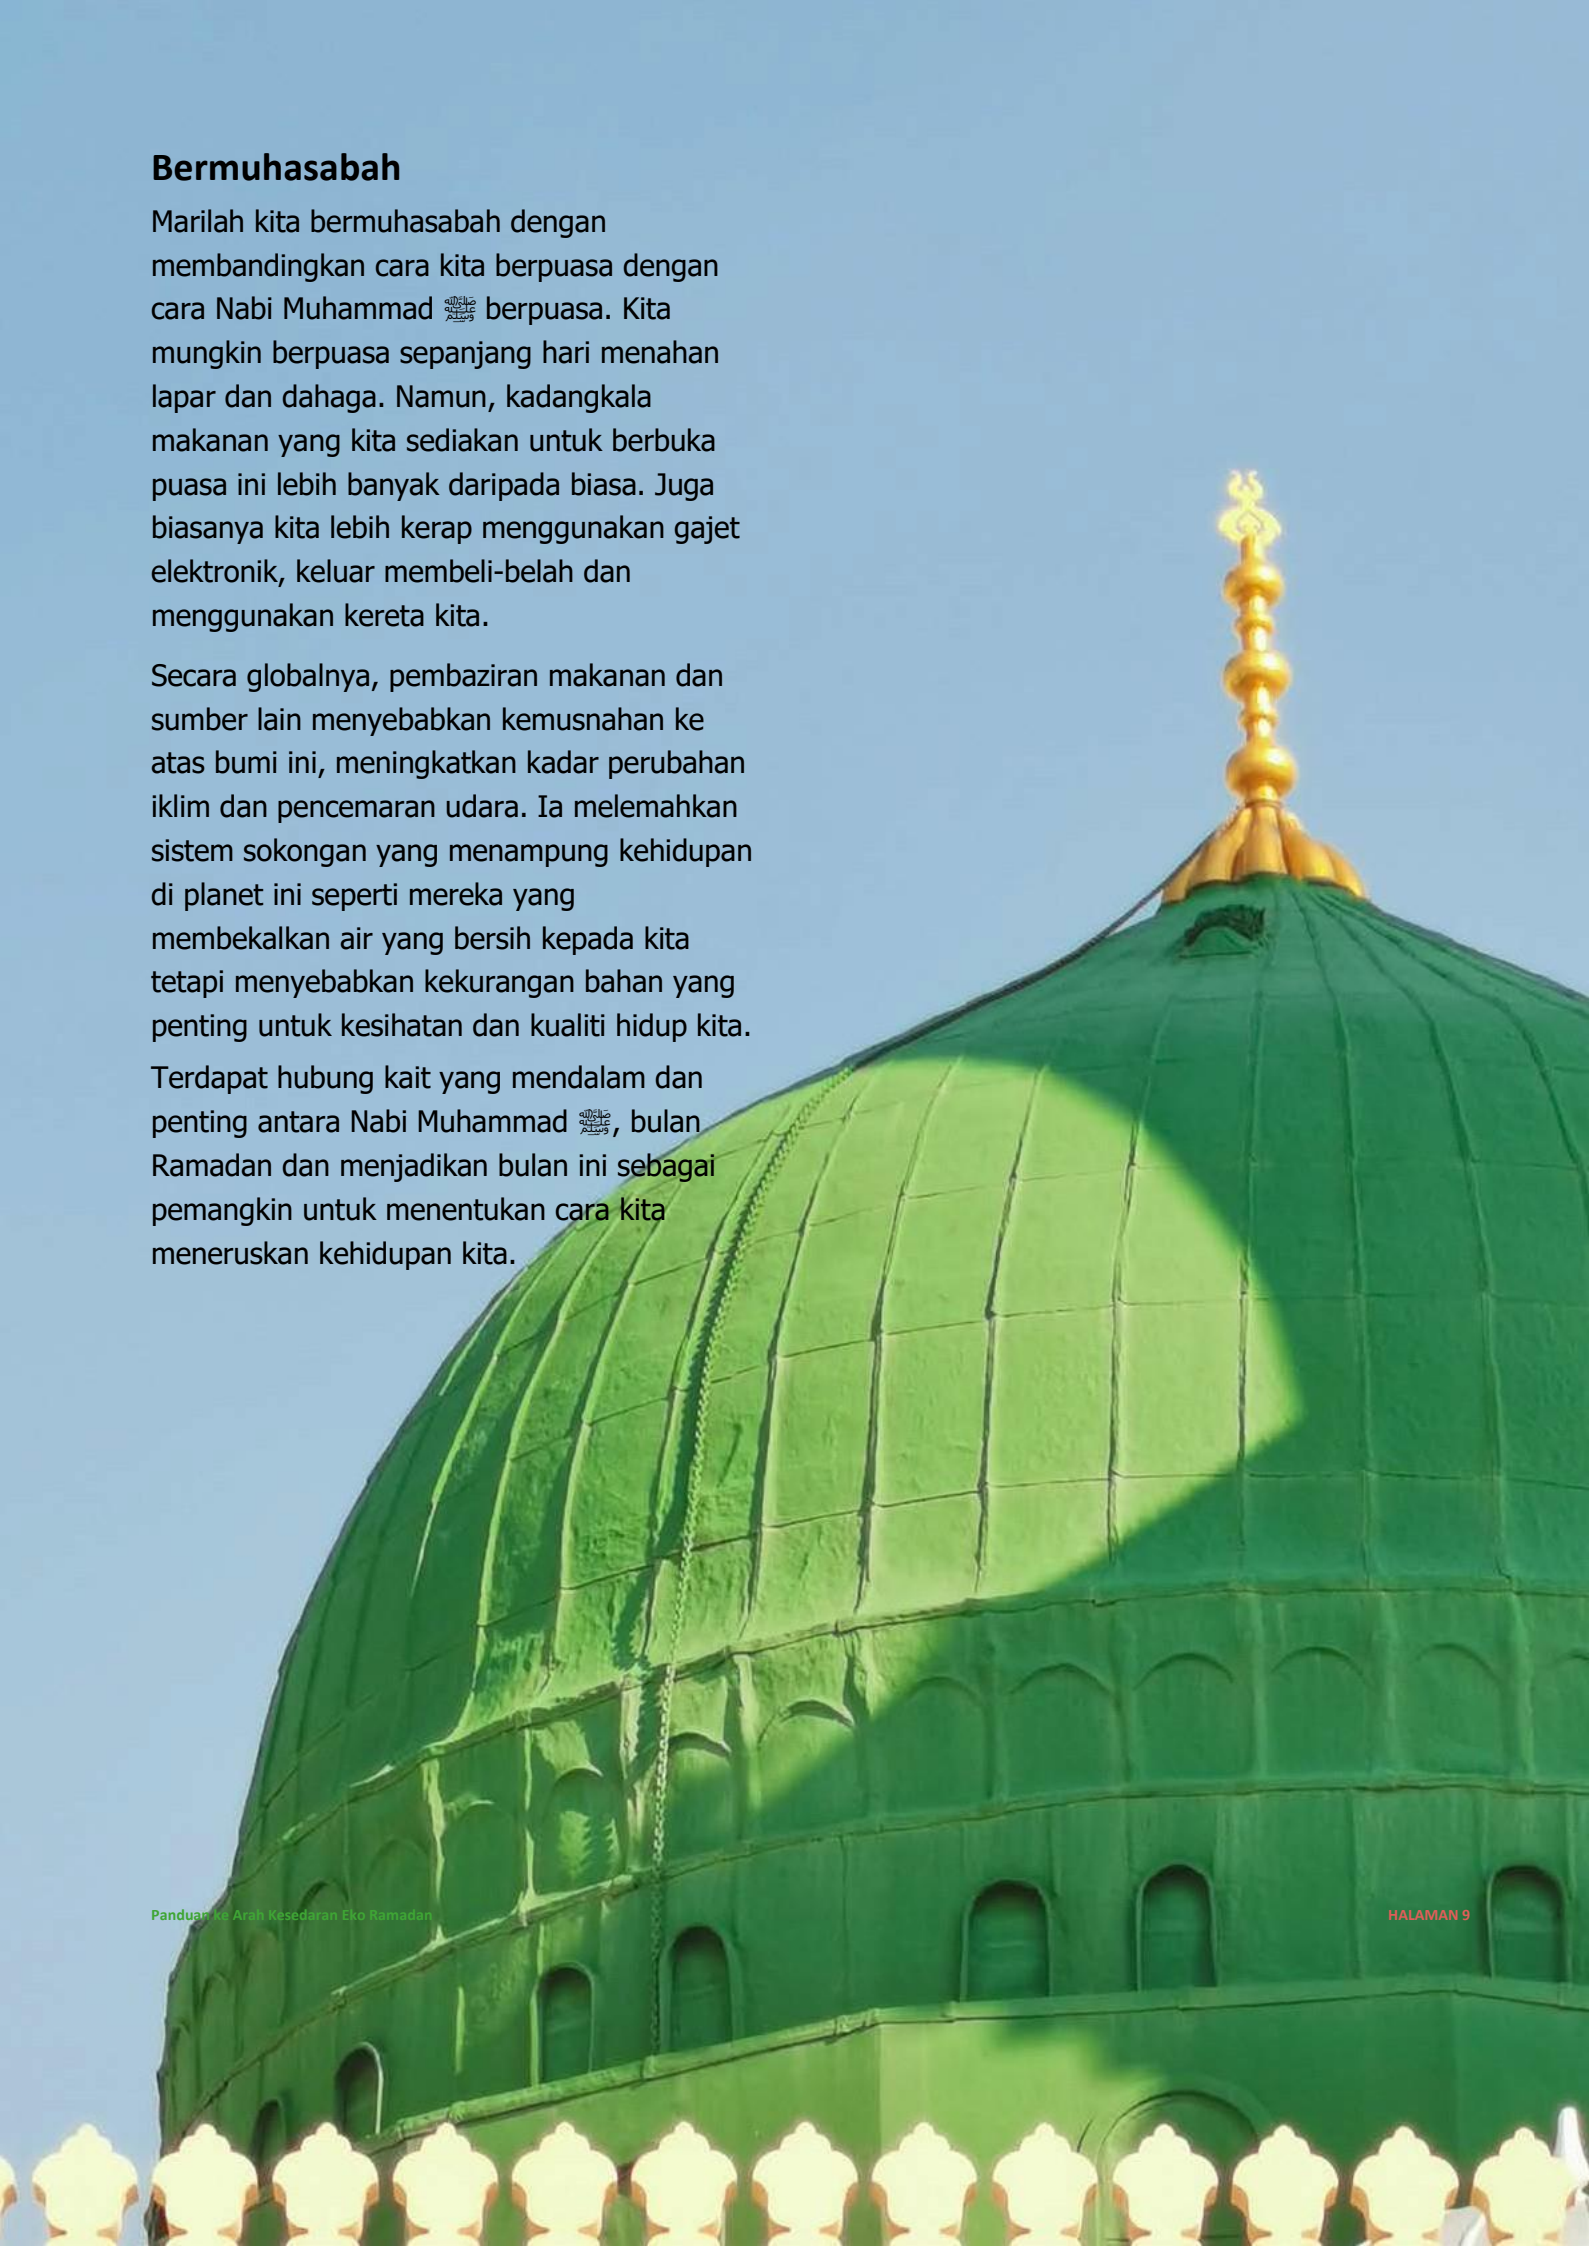 Bermuhasabah
Marilah kita bermuhasabah dengan
membandingkan cara kita berpuasa dengan
cara Nabi Muhammad ﷺ berpuasa. Kita
mungkin berpuasa sepanjang hari menahan
lapar dan dahaga. Namun, kadangkala
makanan yang kita sediakan untuk berbuka
puasa ini lebih banyak daripada biasa. Juga
biasanya kita lebih kerap menggunakan gajet
elektronik, keluar membeli-belah dan
menggunakan kereta kita.
Secara globalnya, pembaziran makanan dan
sumber lain menyebabkan kemusnahan ke
atas bumi ini, meningkatkan kadar perubahan
iklim dan pencemaran udara. Ia melemahkan
sistem sokongan yang menampung kehidupan
di planet ini seperti mereka yang
membekalkan air yang bersih kepada kita
tetapi menyebabkan kekurangan bahan yang
penting untuk kesihatan dan kualiti hidup kita.
Terdapat hubung kait yang mendalam dan
penting antara Nabi Muhammad ﷺ, bulan
Ramadan dan menjadikan bulan ini sebagai
pemangkin untuk menentukan cara kita
meneruskan kehidupan kita.
Panduan ke Arah Kesedaran Eko Ramadan
HALAMAN 9